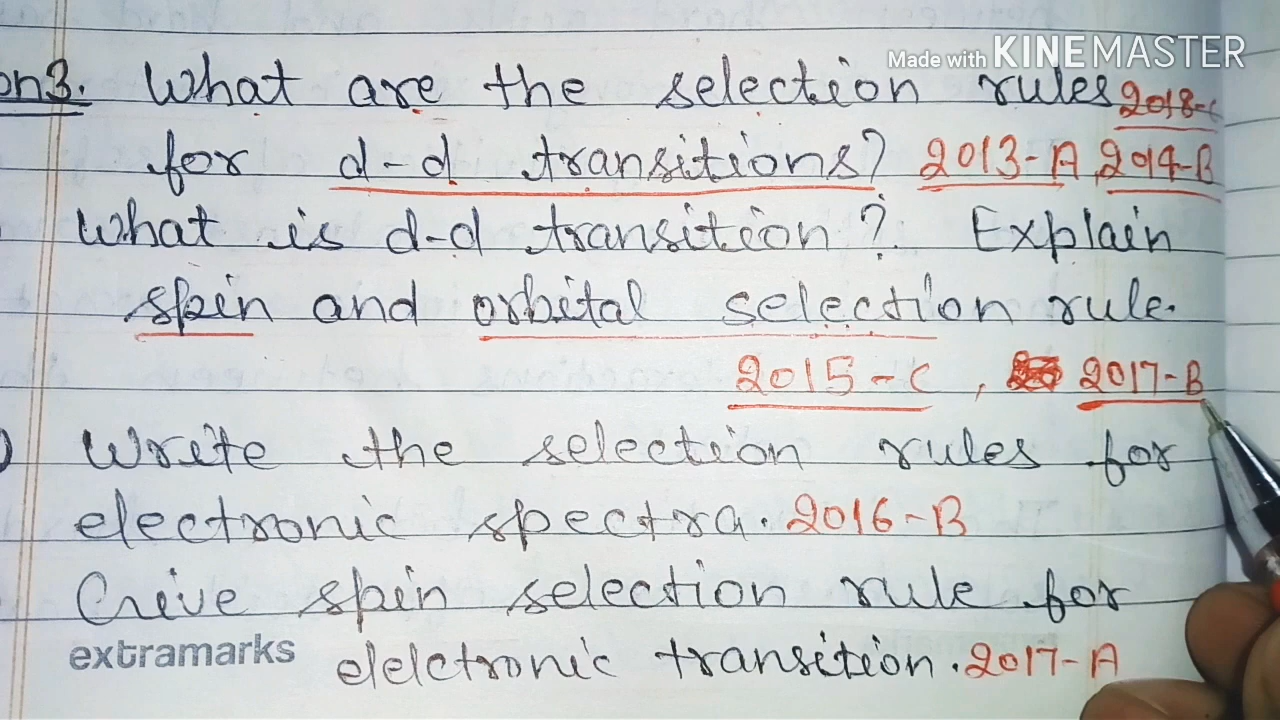 Made with KINEMASTER
on3. What are the selection rules 2018-C
for d-d transitions? 2013-A, 2014-B
What is d-d transition? Explain
spin and orbital selection rule.
2015-C, 2017-B
Write the selection rules for
electronic spectra. 2016-B
Give spin selection rule for
extramarks
elelctronic transition. 2017-A